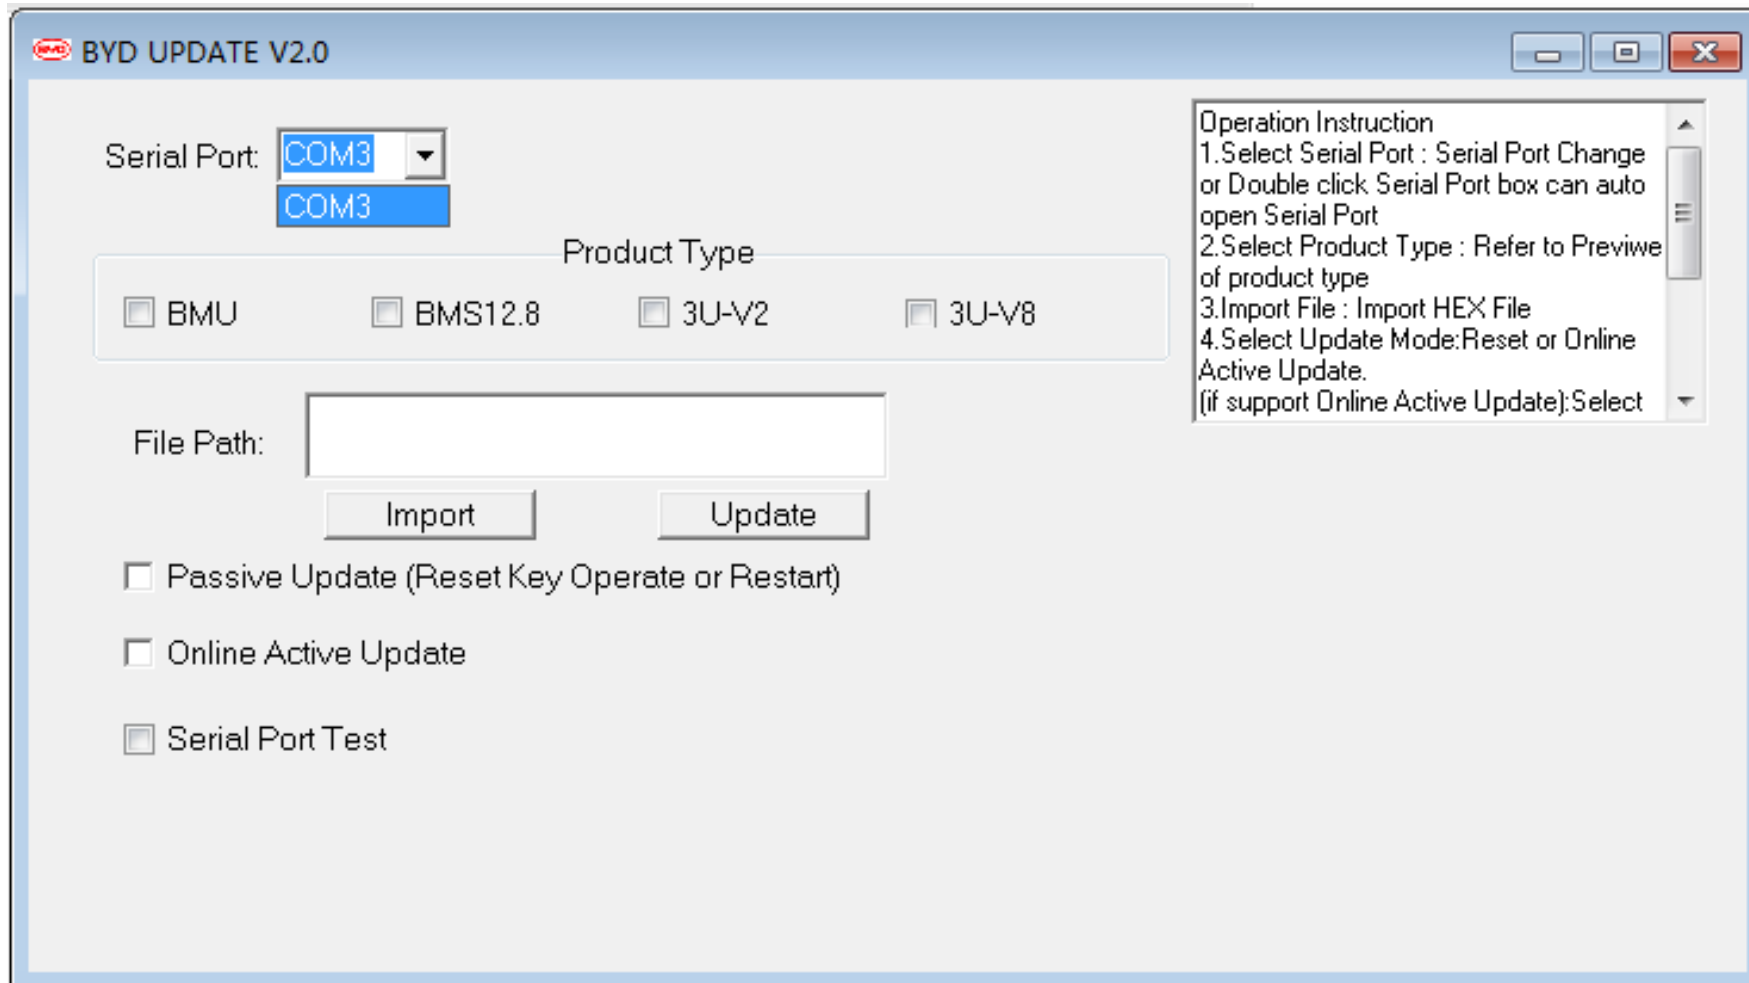 BYD UPDATE V2.0
Serial Port: COM3
COM3
Product Type
BMU BMS12.8 3U-V2 3U-V8
File Path:
Import Update
Passive Update (Reset Key Operate or Restart)
Online Active Update
Serial Port Test
Operation Instruction
1.Select Serial Port : Serial Port Change
or Double click Serial Port box can auto
open Serial Port
2.Select Product Type : Refer to Previwe
of product type
3.Import File : Import HEX File
4.Select Update Mode:Reset or Online
Active Update.
(if support Online Active Update):Select